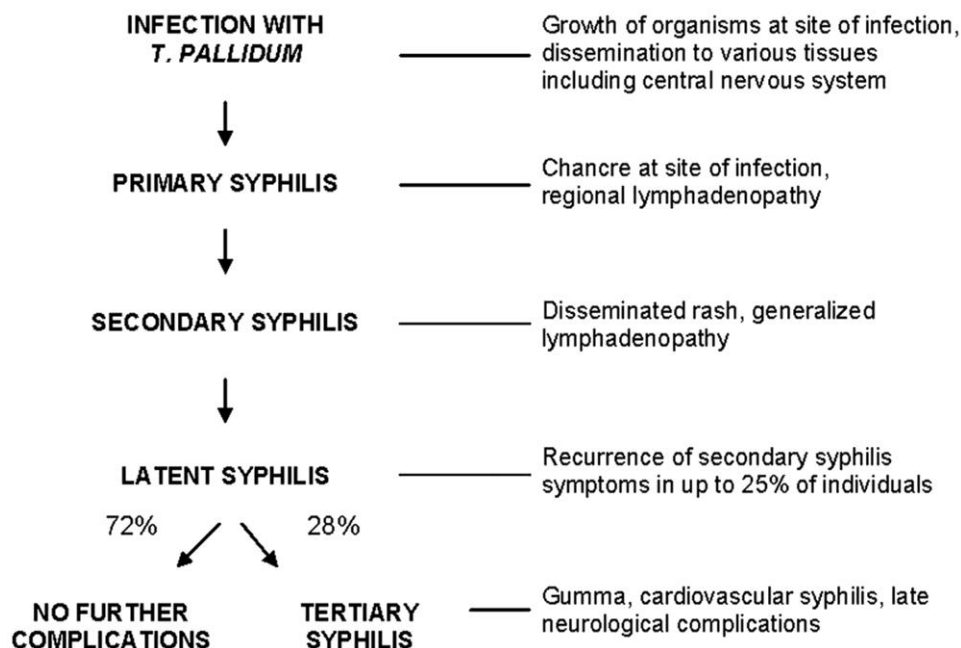 INFECTION WITH
T. PALLIDUM
Growth of organisms at site of infection,
dissemination to various tissues
including central nervous system
PRIMARY SYPHILIS
Chancre at site of infection,
regional lymphadenopathy
SECONDARY SYPHILIS
Disseminated rash, generalized
lymphadenopathy
LATENT SYPHILIS
Recurrence of secondary syphilis
symptoms in up to 25% of individuals
72%
28%
NO FURTHER
COMPLICATIONS
TERTIARY
SYPHILIS
Gumma, cardiovascular syphilis, late
neurological complications